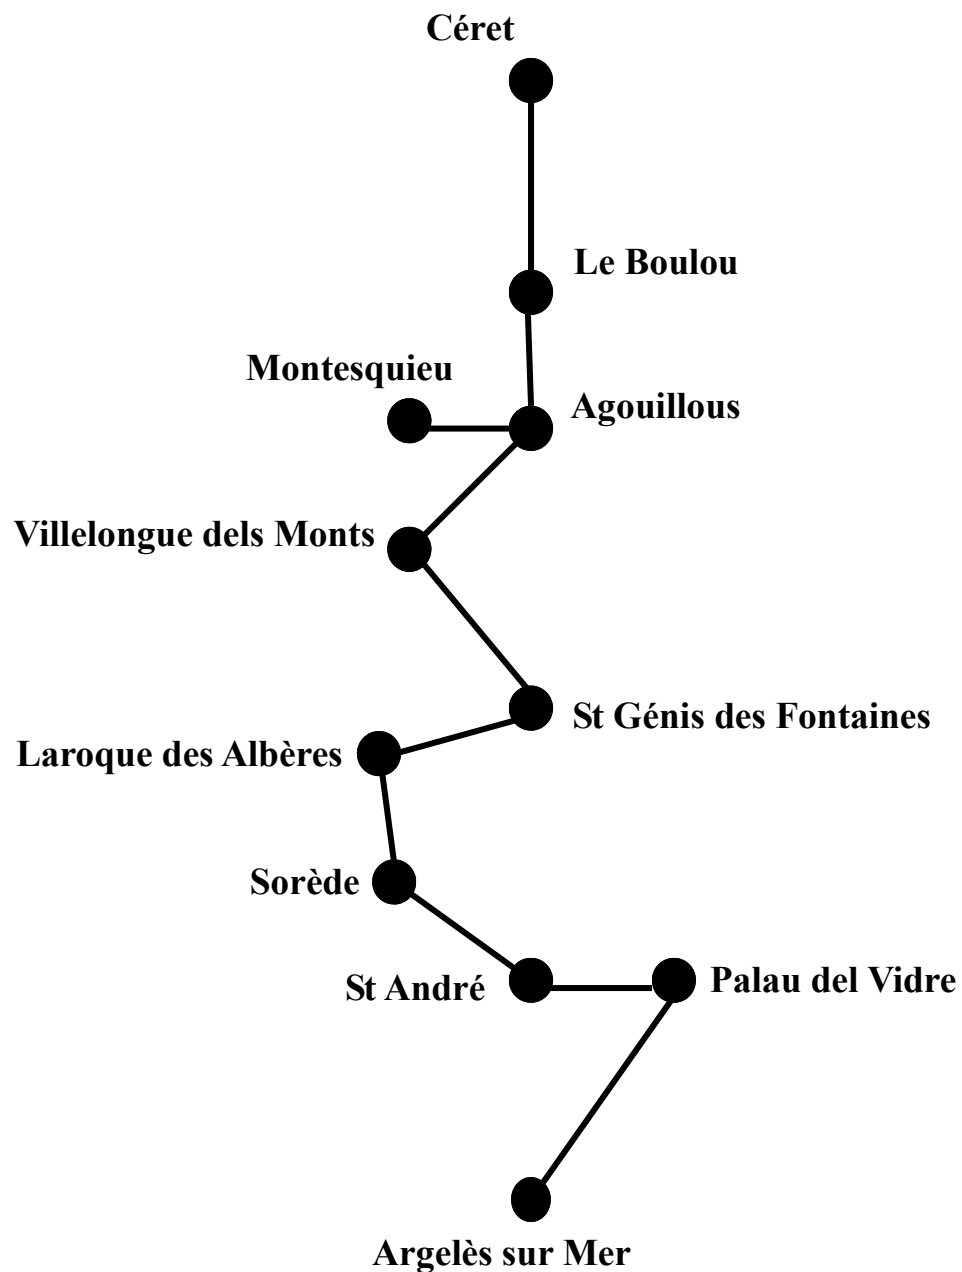 Céret
Le Boulou
Montesquieu
Agouillous
Villelongue dels Monts
St Génis des Fontaines
Laroque des Albères
Sorède
St André
Palau del Vidre
Argelès sur Mer